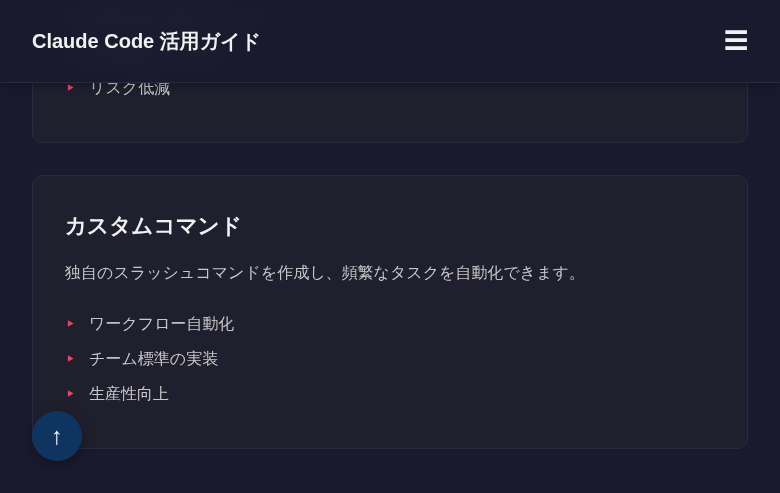 Claude Code 活用ガイド
リスク低減
カスタムコマンド
独自のスラッシュコマンドを作成し、頻繁なタスクを自動化できます。
ワークフロー自動化
チーム標準の実装
生産性向上
↑